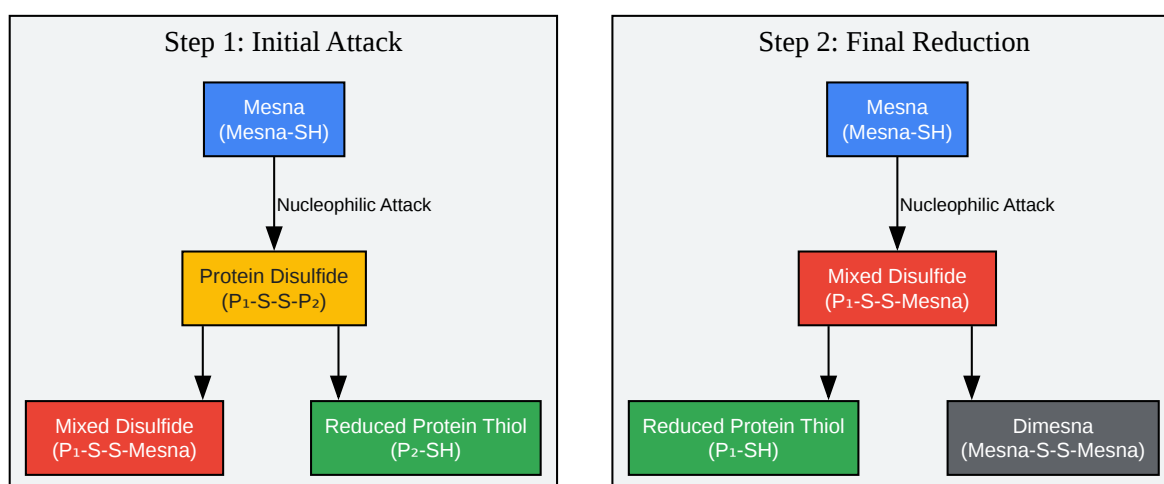 Step 1: Initial Attack
Mesna
(Mesna-SH)
Nucleophilic Attack
Protein Disulfide
(P₁-S-S-P₂)
Mixed Disulfide
(P₁-S-S-Mesna)
Reduced Protein Thiol
(P₂-SH)
Step 2: Final Reduction
Mesna
(Mesna-SH)
Nucleophilic Attack
Mixed Disulfide
(P₁-S-S-Mesna)
Reduced Protein Thiol
(P₁-SH)
Dimesna
(Mesna-S-S-Mesna)